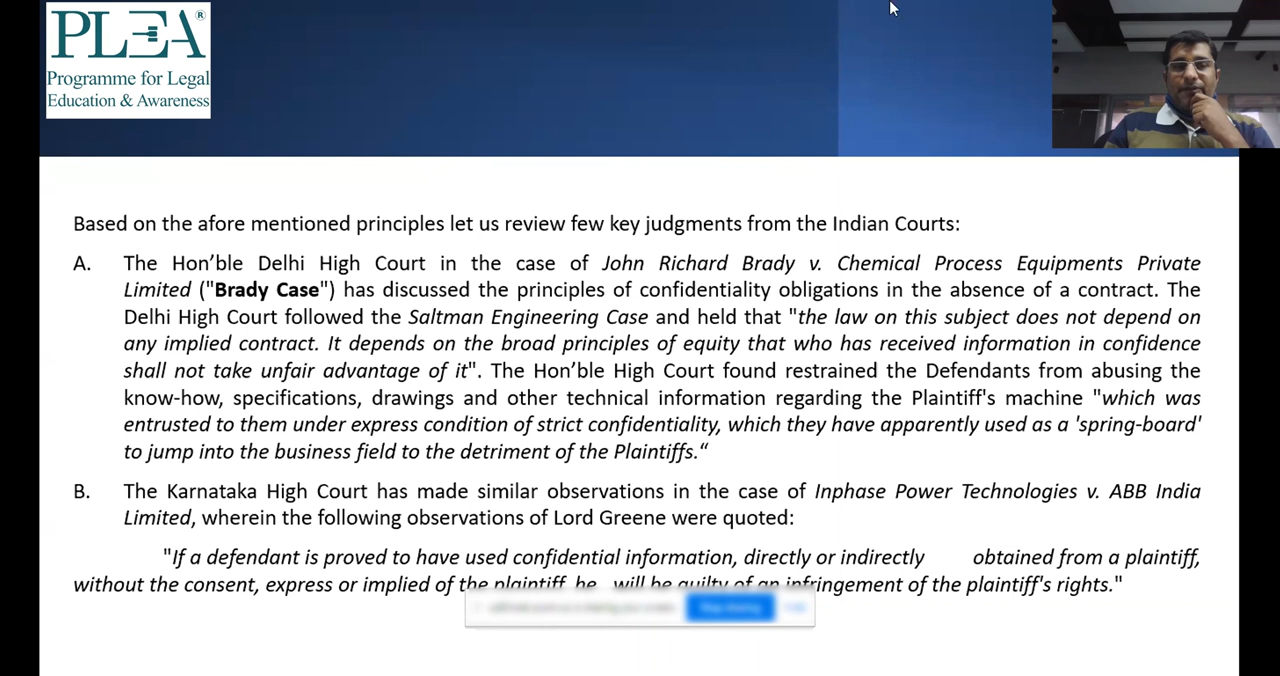 PLEA®
Programme for Legal
Education & Awareness
Based on the afore mentioned principles let us review few key judgments from the Indian Courts:
A. The Hon’ble Delhi High Court in the case of John Richard Brady v. Chemical Process Equipments Private
Limited ("Brady Case") has discussed the principles of confidentiality obligations in the absence of a contract. The
Delhi High Court followed the Saltman Engineering Case and held that "the law on this subject does not depend on
any implied contract. It depends on the broad principles of equity that who has received information in confidence
shall not take unfair advantage of it". The Hon’ble High Court found restrained the Defendants from abusing the
know-how, specifications, drawings and other technical information regarding the Plaintiff's machine "which was
entrusted to them under express condition of strict confidentiality, which they have apparently used as a 'spring-board'
to jump into the business field to the detriment of the Plaintiffs.“
B. The Karnataka High Court has made similar observations in the case of Inphase Power Technologies v. ABB India
Limited, wherein the following observations of Lord Greene were quoted:
"If a defendant is proved to have used confidential information, directly or indirectly obtained from a plaintiff,
without the consent, express or implied of the plaintiff, he will be guilty of an infringement of the plaintiff's rights."